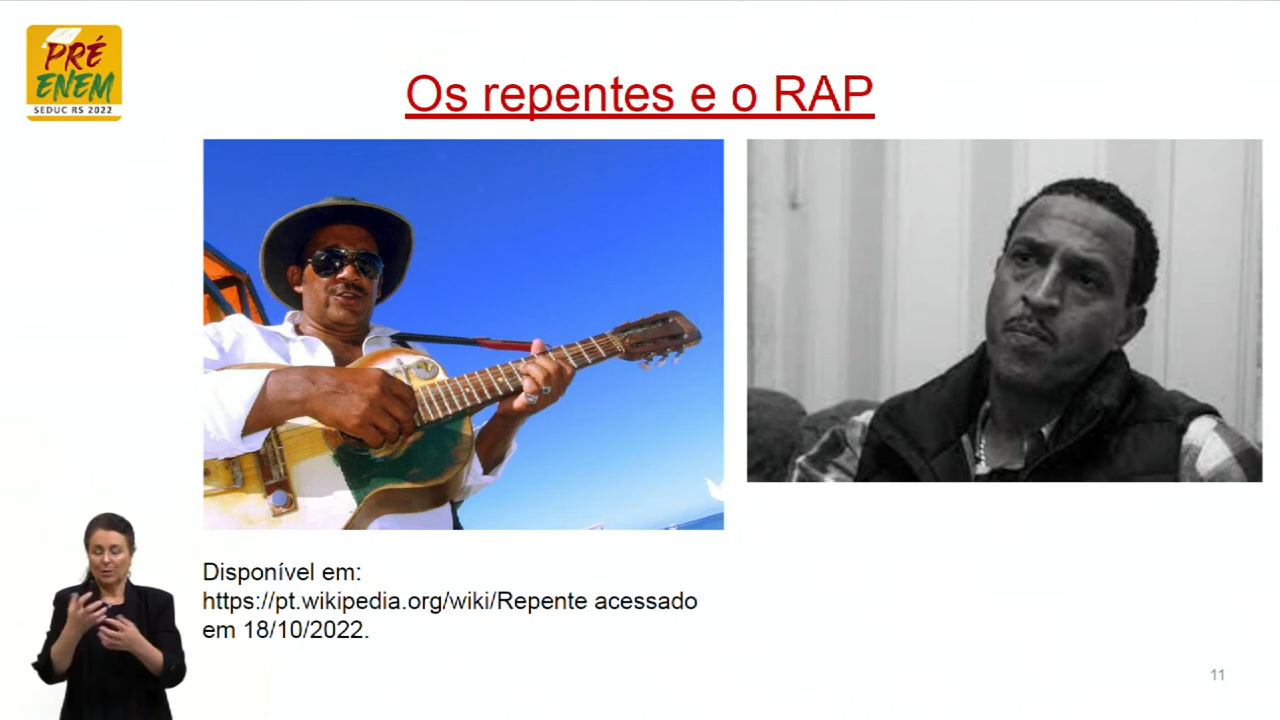 PRÉ
ENEM
SEDUC RS 2022
Os repentes e o RAP
Disponível em:
https://pt.wikipedia.org/wiki/Repente acessado
em 18/10/2022.
11